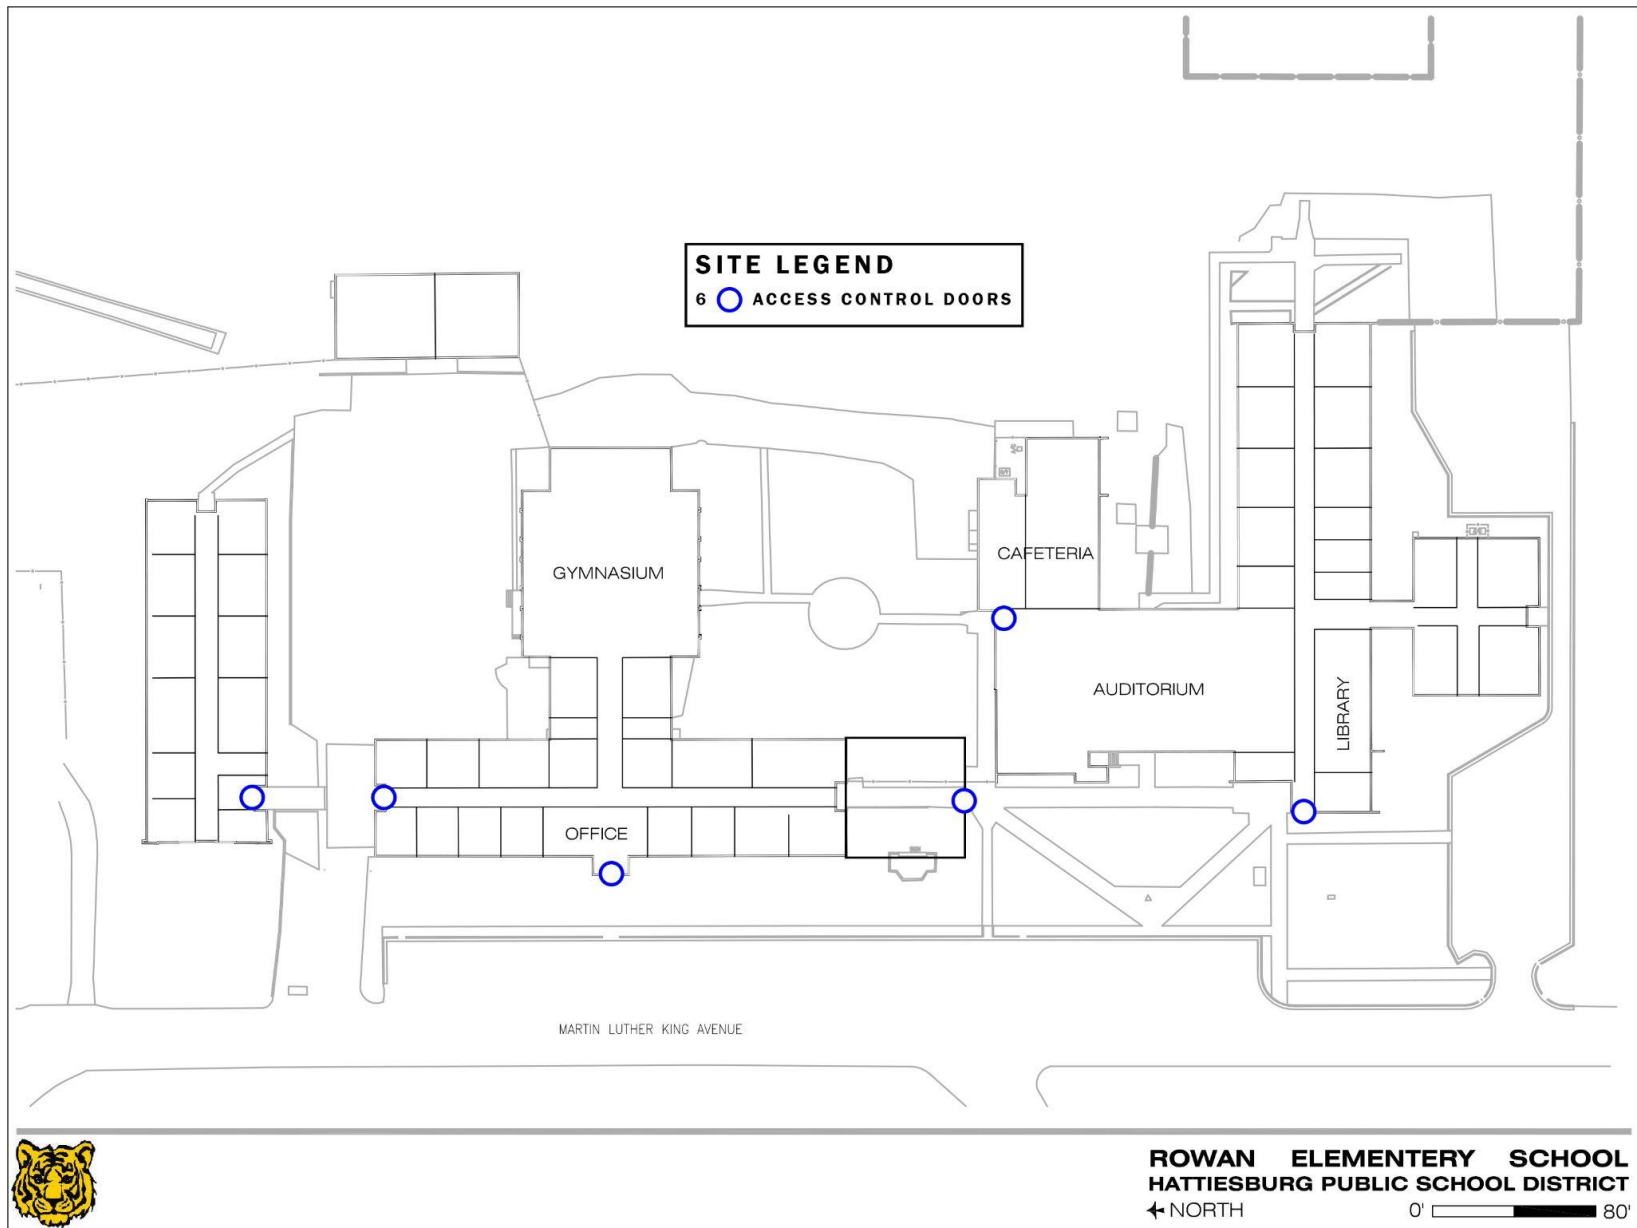 SITE LEGEND
6 ACCESS CONTROL DOORS
CAFETERIA
GYMNASIUM
AUDITORIUM
LIBRARY
OFFICE
MARTIN LUTHER KING AVENUE
ROWAN ELEMENTERY SCHOOL
HATTIESBURG PUBLIC SCHOOL DISTRICT
NORTH 0' 80'